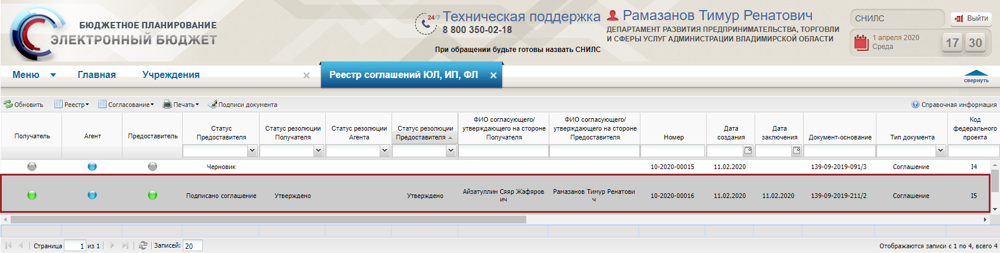 БЮДЖЕТНОЕ ПЛАНИРОВАНИЕ
ЭЛЕКТРОННЫЙ БЮДЖЕТ
24/7 Техническая поддержка
8 800 350-02-18
При обращении будьте готовы назвать СНИЛС
Рамазанов Тимур Ренатович
ДЕПАРТАМЕНТ РАЗВИТИЯ ПРЕДПРИНИМАТЕЛЬСТВА, ТОРГОВЛИ
И СФЕРЫ УСЛУГ АДМИНИСТРАЦИИ ВЛАДИМИРСКОЙ ОБЛАСТИ
СНИЛС
Выйти
1 апреля 2020
Среда
17 30
Меню Главная Учреждения Реестр соглашений ЮЛ, ИП, ФЛ
свернуть
Обновить Реестр Согласование Печать Подписи документа Справочная информация
Получатель
Агент
Предоставитель
Статус
Предоставителя
Статус резолюции
Получателя
Статус резолюции
Агента
Статус резолюции
Предоставителя
ФИО согласующего/
утверждающего на стороне
Получателя
ФИО согласующего/
утверждающего на стороне
Предоставителя
Номер
Дата
создания
Дата
заключения
Документ-основание
Тип документа
Код
федерального
проекта
Черновик 10-2020-00015 11.02.2020 139-09-2019-091/3 Соглашение I4
Подписано соглашение Утверждено Утверждено
Айзатуллин Сяяр Жафяров
ич
Рамазанов Тимур Ренатови
ч
10-2020-00016 11.02.2020 11.02.2020 139-09-2019-211/2 Соглашение I5
Страница 1 из 1 Записей: 20 Отображаются записи с 1 по 4, всего 4